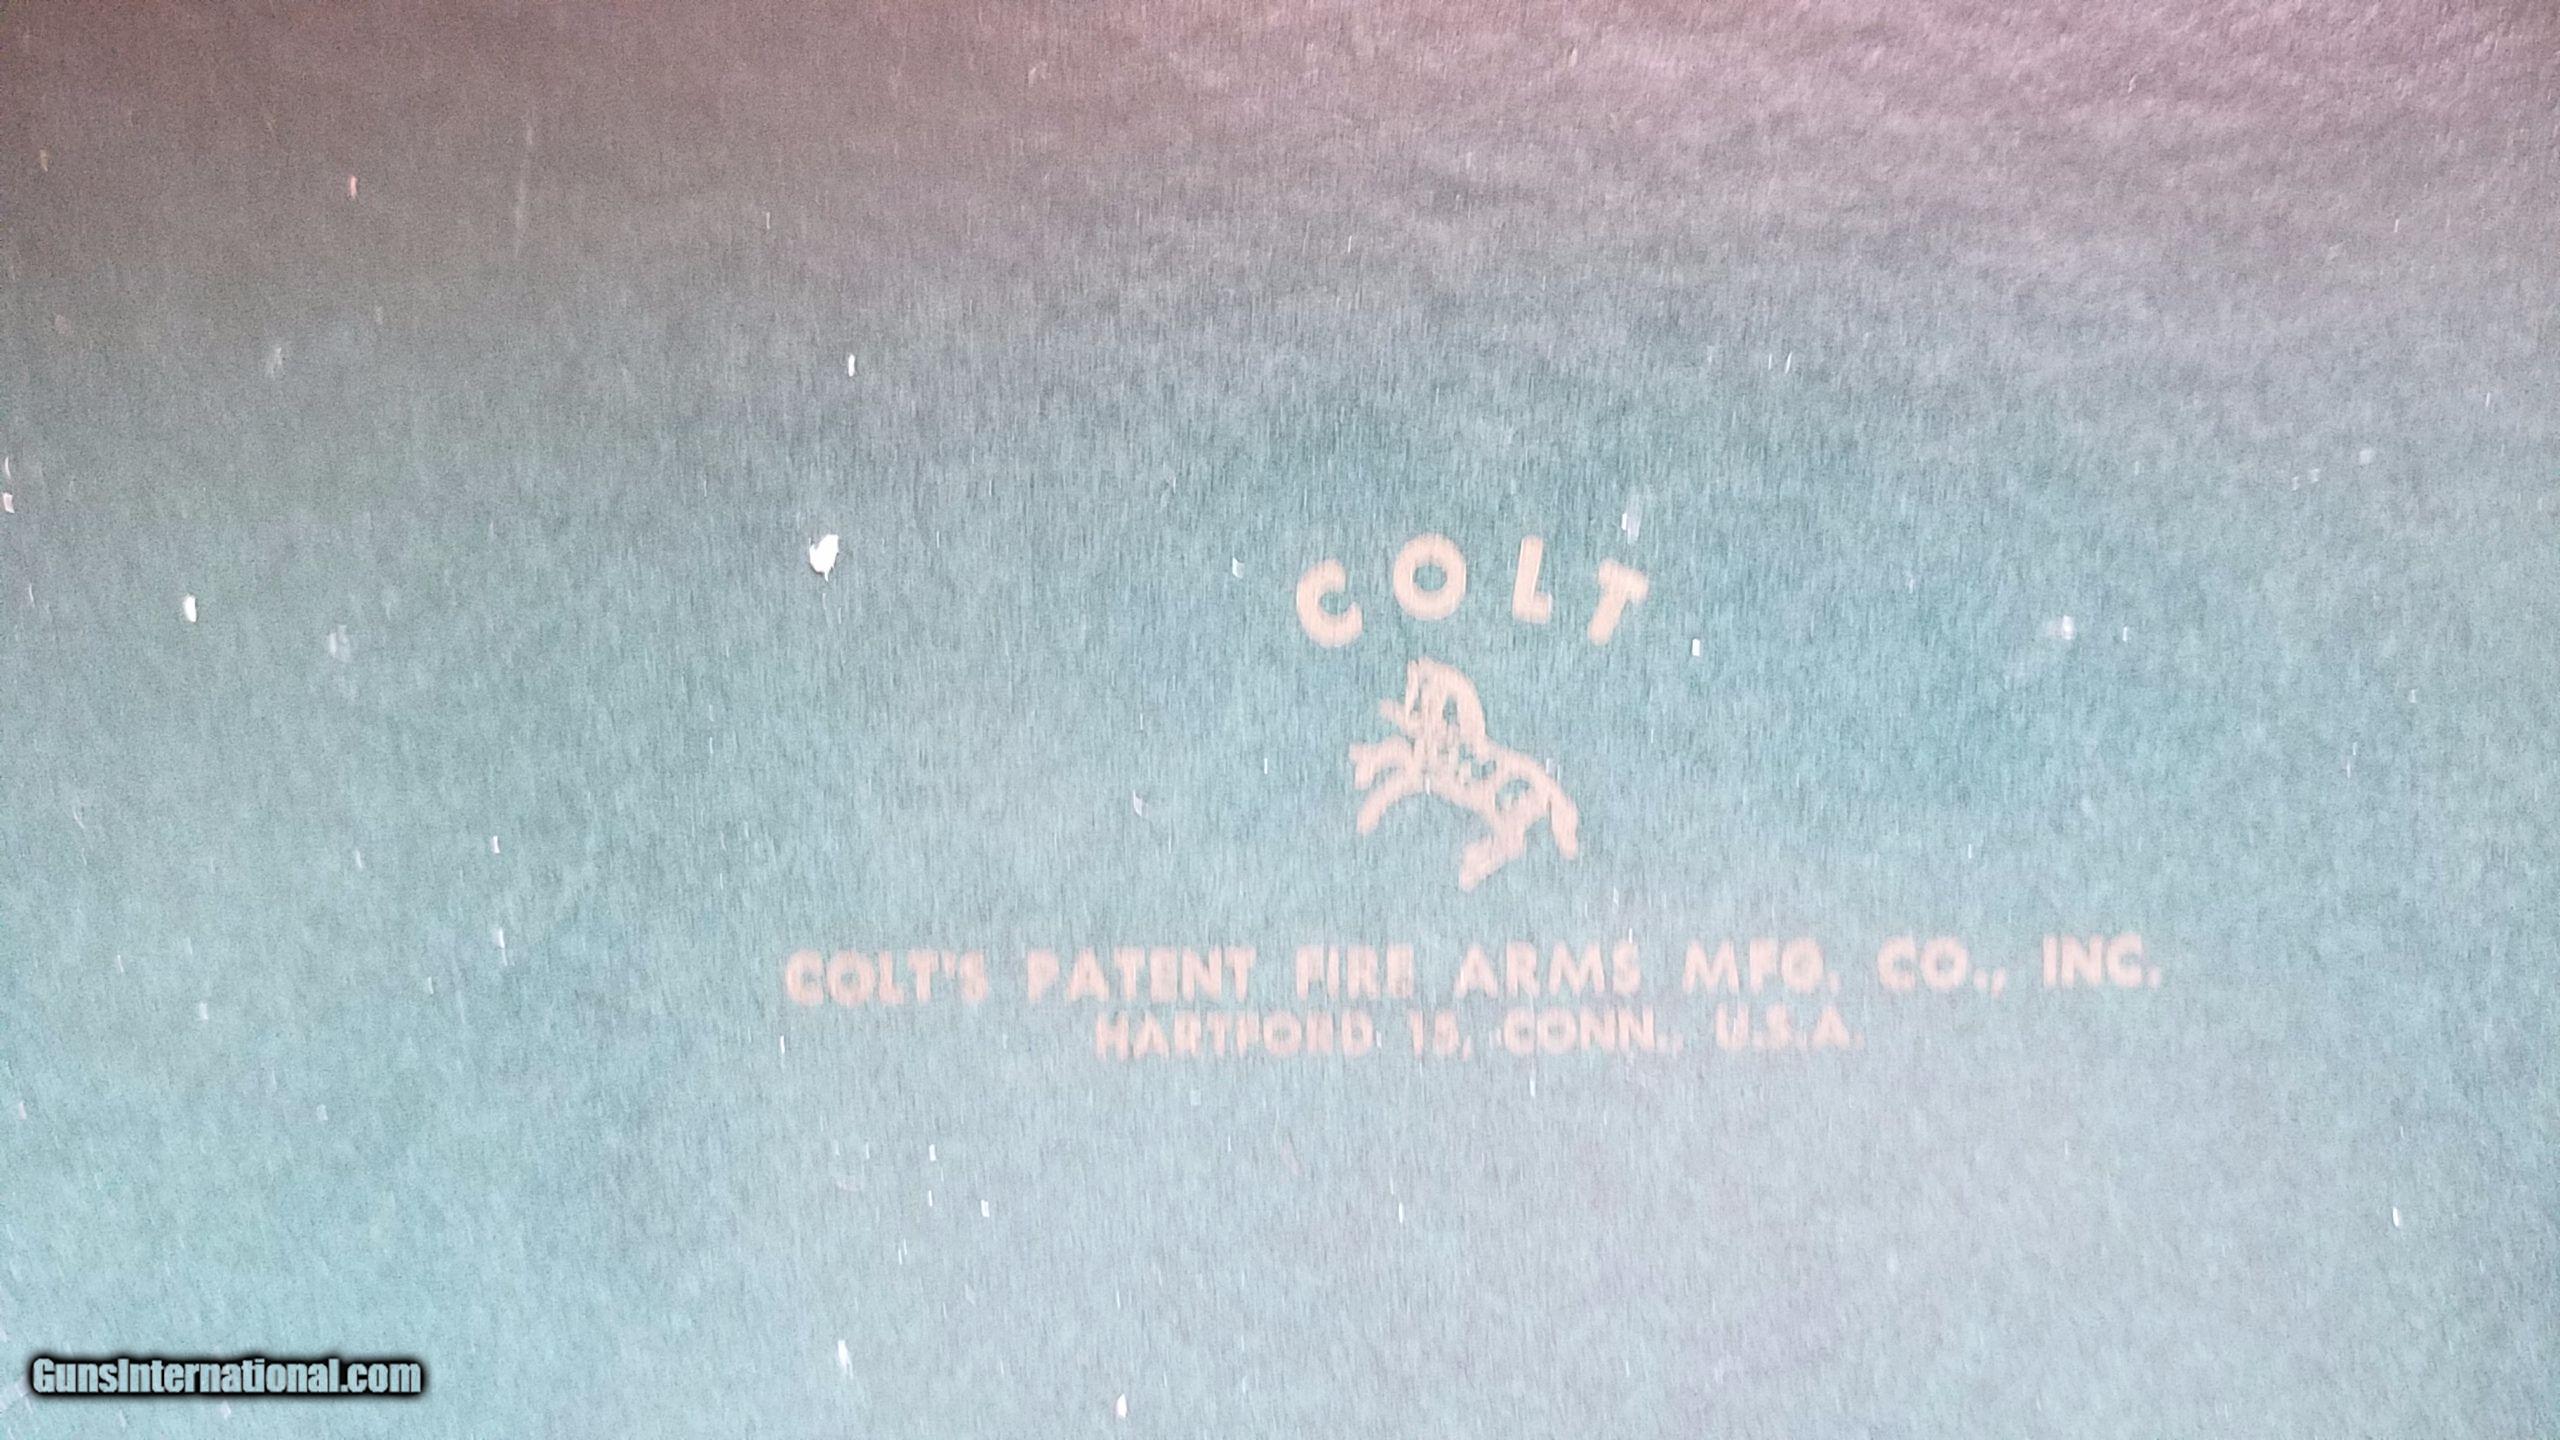 COLT
COLT'S PATENT FIRE ARMS MFG. CO., INC.
HARTFORD 15, CONN., U.S.A.
GunsInternational.com